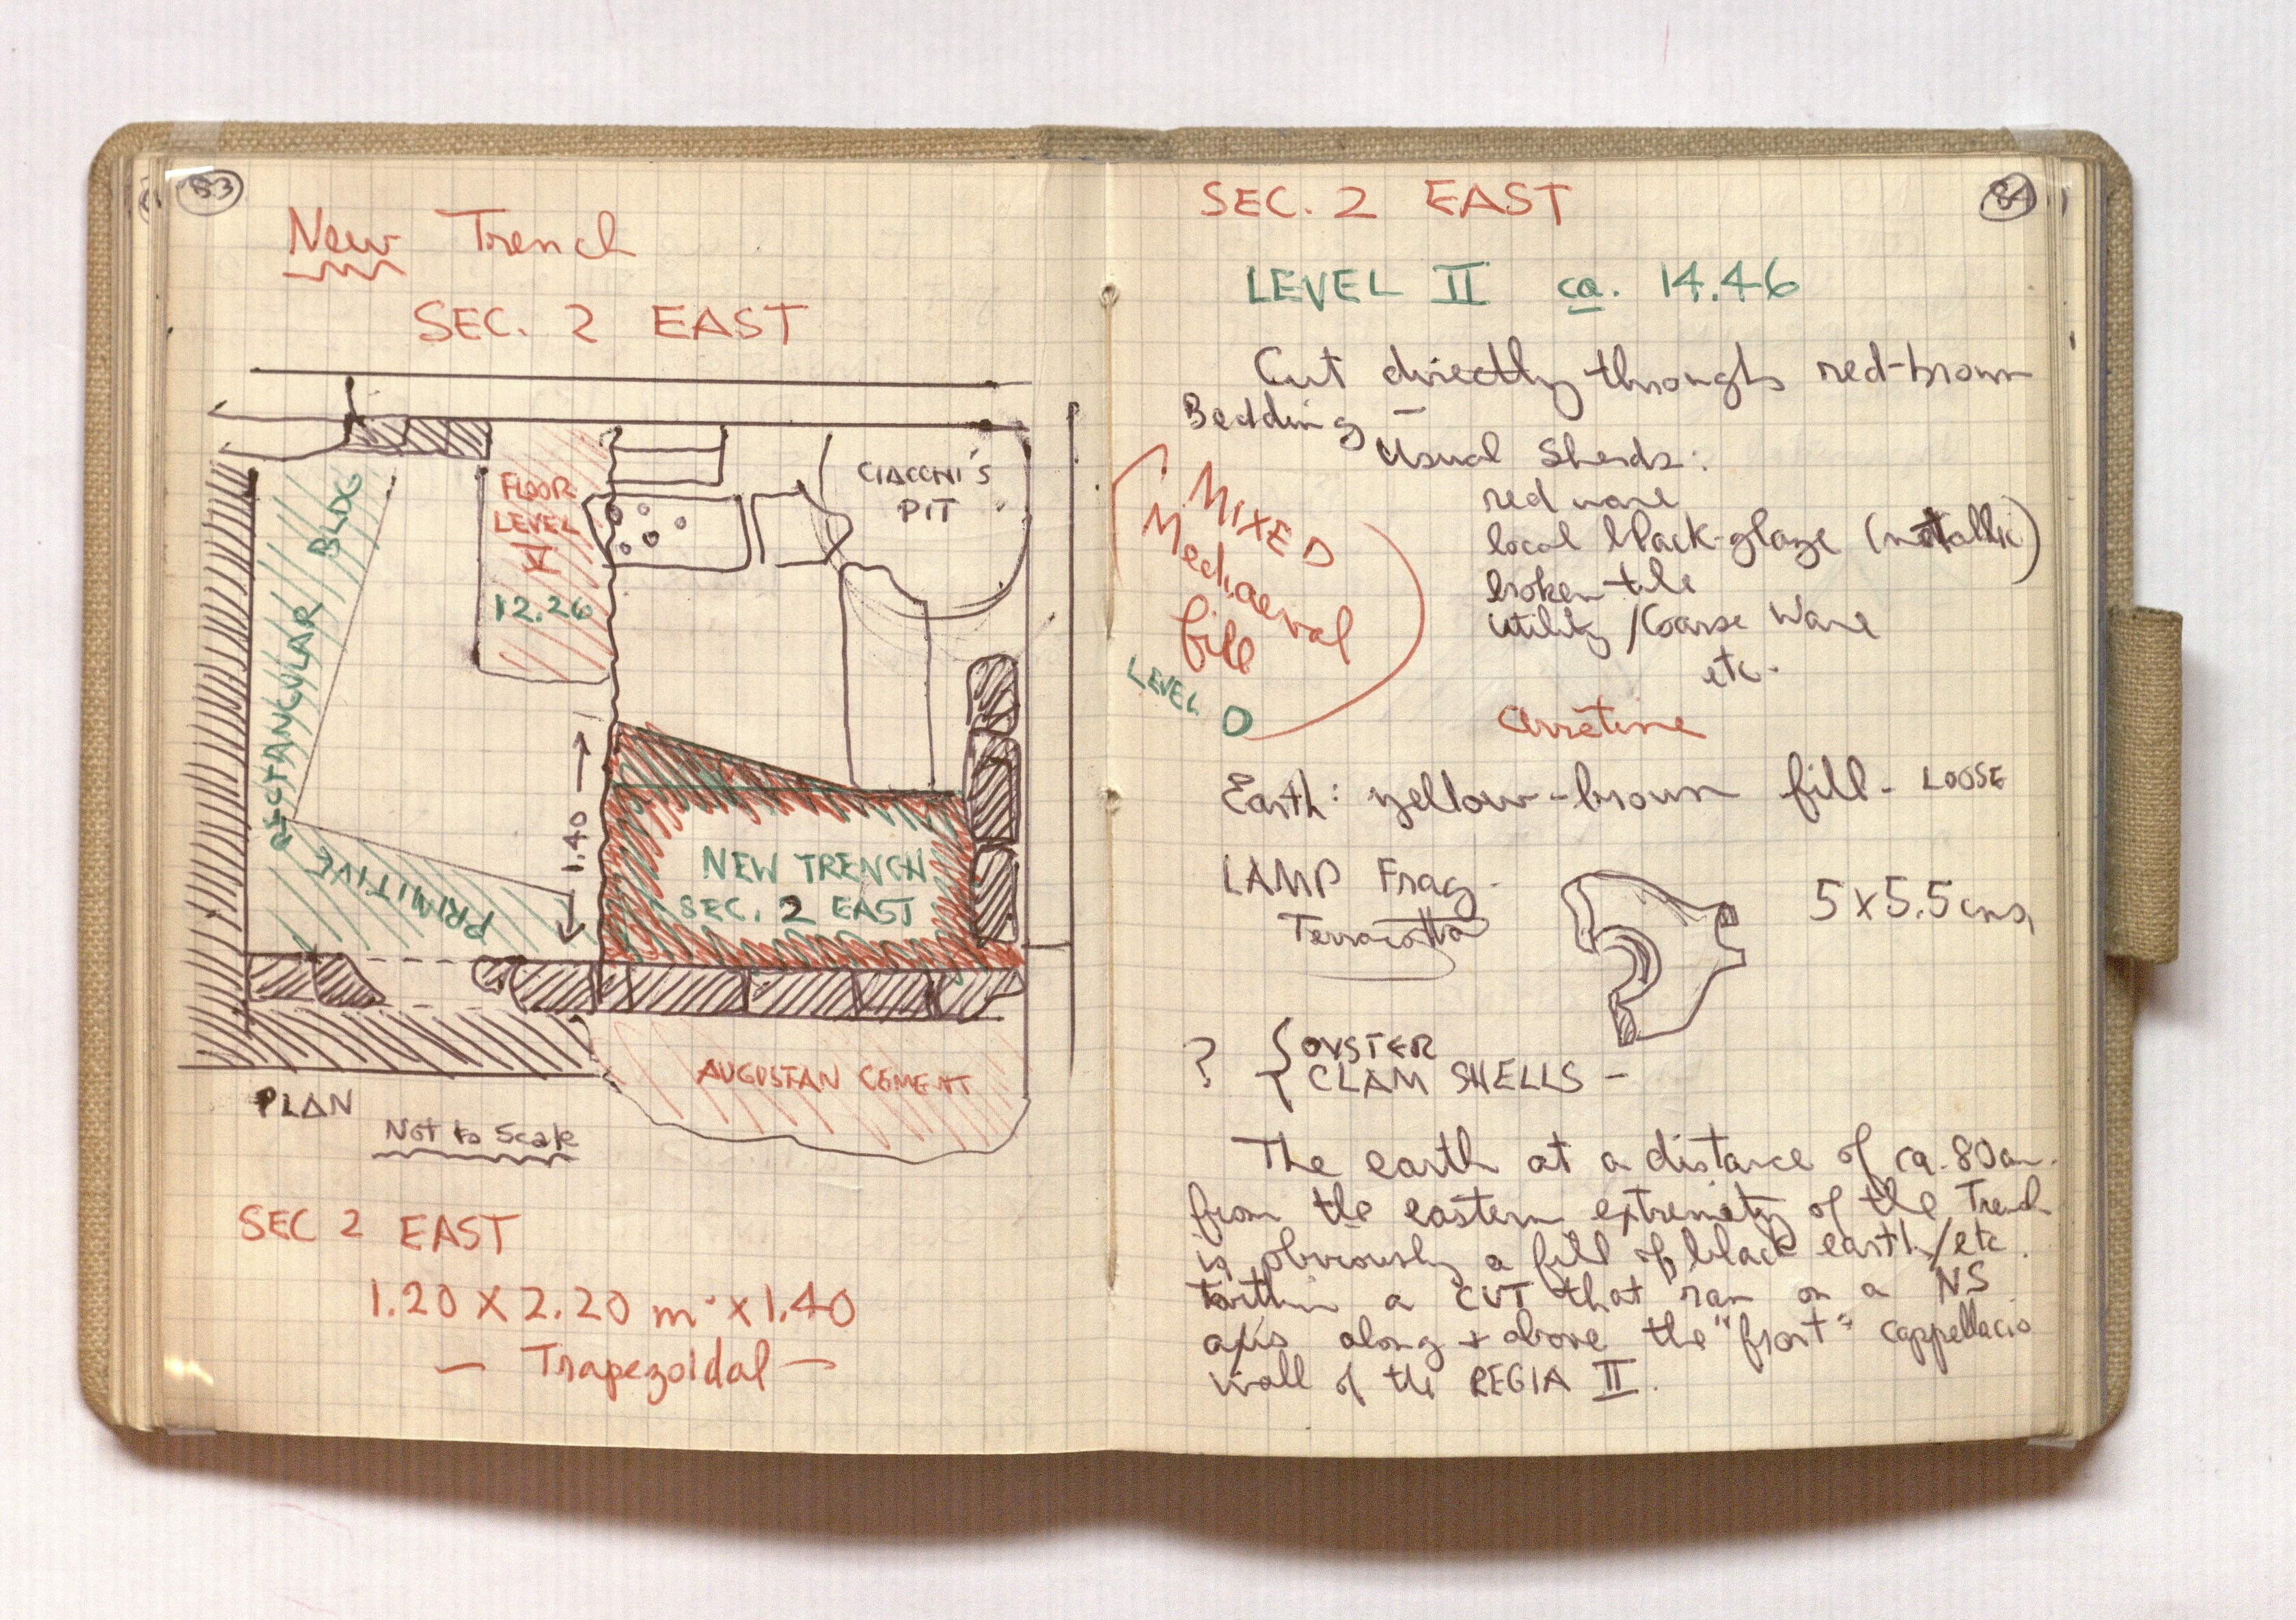 83
New Trench
SEC. 2 EAST
CIACCHI'S
PIT
FLOOR
LEVEL
V
12.26
RECTANGULAR BLDG
PRIMITIVE
1.40
NEW TRENCH
SEC. 2 EAST
AUGUSTAN CEMENT
PLAN
Not to Scale
SEC 2 EAST
1.20 X 2.20 m. x 1.40
— Trapezoidal —
84
SEC. 2 EAST
LEVEL II ca. 14.46
Cut directly through red-brown
Bedding —
Usual Sherds:
red ware
local black-glaze (metallic)
broken tile
utility / Coarse Ware
etc.
Arretine
MIXED
Mediaeval
fill
LEVEL D
Earth: yellow-brown fill - LOOSE
LAMP Frag -
Terracotta
5 x 5.5 cms
? { OYSTER
CLAM SHELLS —
The earth at a distance of ca. 80 cm.
from the eastern extremity of the Trench
is obviously a fill of black earth/etc.
within a CUT that ran on a NS
axis along + above the "front" Cappellacio
wall of the REGIA II.